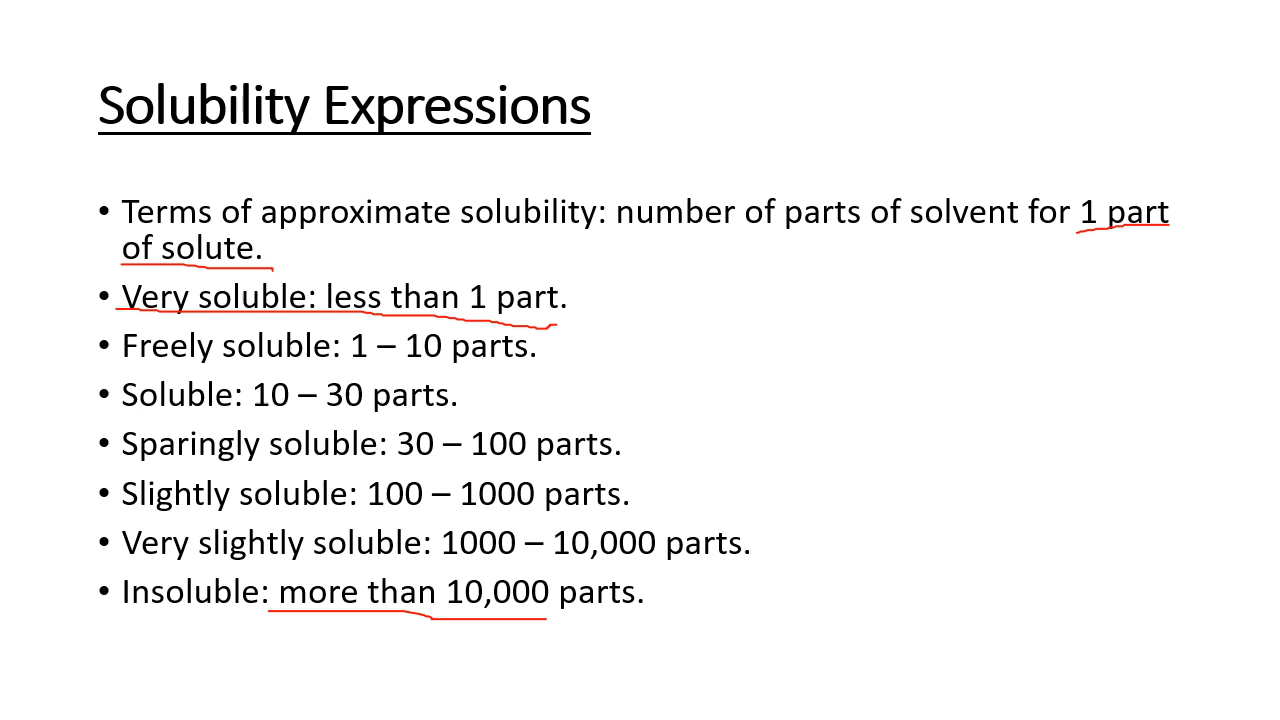 Solubility Expressions
• Terms of approximate solubility: number of parts of solvent for 1 part
of solute.
• Very soluble: less than 1 part.
• Freely soluble: 1 – 10 parts.
• Soluble: 10 – 30 parts.
• Sparingly soluble: 30 – 100 parts.
• Slightly soluble: 100 – 1000 parts.
• Very slightly soluble: 1000 – 10,000 parts.
• Insoluble: more than 10,000 parts.